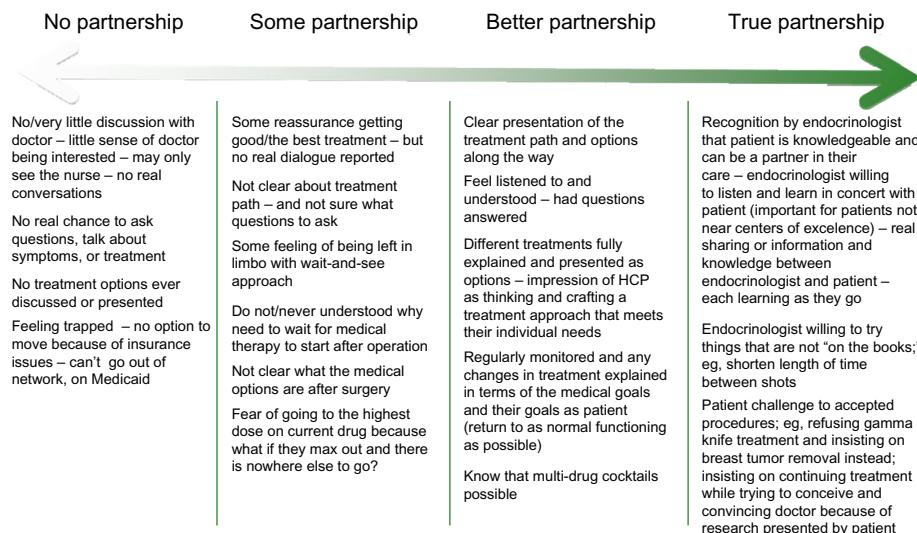 No partnership
Some partnership
Better partnership
True partnership
No/very little discussion with
doctor – little sense of doctor
being interested – may only
see the nurse – no real
conversations
No real chance to ask
questions, talk about
symptoms, or treatment
No treatment options ever
discussed or presented
Feeling trapped – no option to
move because of insurance
issues – can't go out of
network, on Medicaid
Some reassurance getting
good/the best treatment – but
no real dialogue reported
Not clear about treatment
path – and not sure what
questions to ask
Some feeling of being left in
limbo with wait-and-see
approach
Do not/never understood why
need to wait for medical
therapy to start after operation
Not clear what the medical
options are after surgery
Fear of going to the highest
dose on current drug because
what if they max out and there
is nowhere else to go?
Clear presentation of the
treatment path and options
along the way
Feel listened to and
understood – had questions
answered
Different treatments fully
explained and presented as
options – impression of HCP
as thinking and crafting a
treatment approach that meets
their individual needs
Regularly monitored and any
changes in treatment explained
in terms of the medical goals
and their goals as patient
(return to as normal functioning
as possible)
Know that multi-drug cocktails
possible
Recognition by endocrinologist
that patient is knowledgeable and
can be a partner in their
care – endocrinologist willing
to listen and learn in concert with
patient (important for patients not
near centers of excelence) – real
sharing or information and
knowledge between
endocrinologist and patient –
each learning as they go
Endocrinologist willing to try
things that are not "on the books;"
eg, shorten length of time
between shots
Patient challenge to accepted
procedures; eg, refusing gamma
knife treatment and insisting on
breast tumor removal instead;
insisting on continuing treatment
while trying to conceive and
convincing doctor because of
research presented by patient